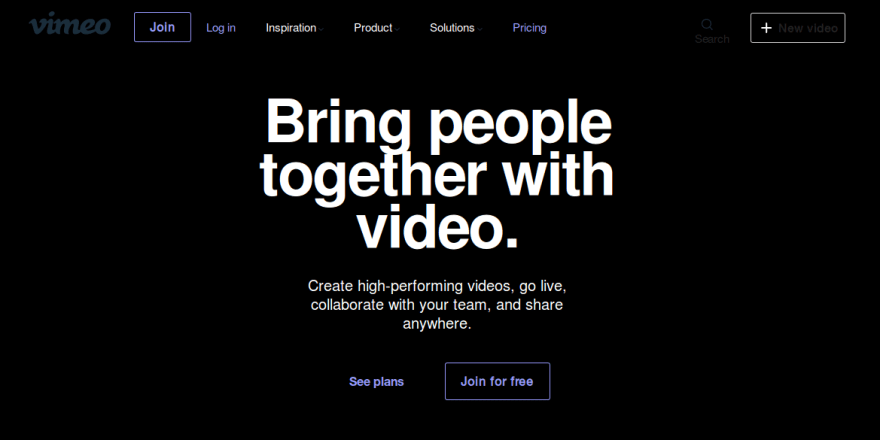 vimeo
Join
Log in
Inspiration
Product
Solutions
Pricing
Search
New video
Bring people
together with
video.
Create high-performing videos, go live,
collaborate with your team, and share
anywhere.
See plans
Join for free